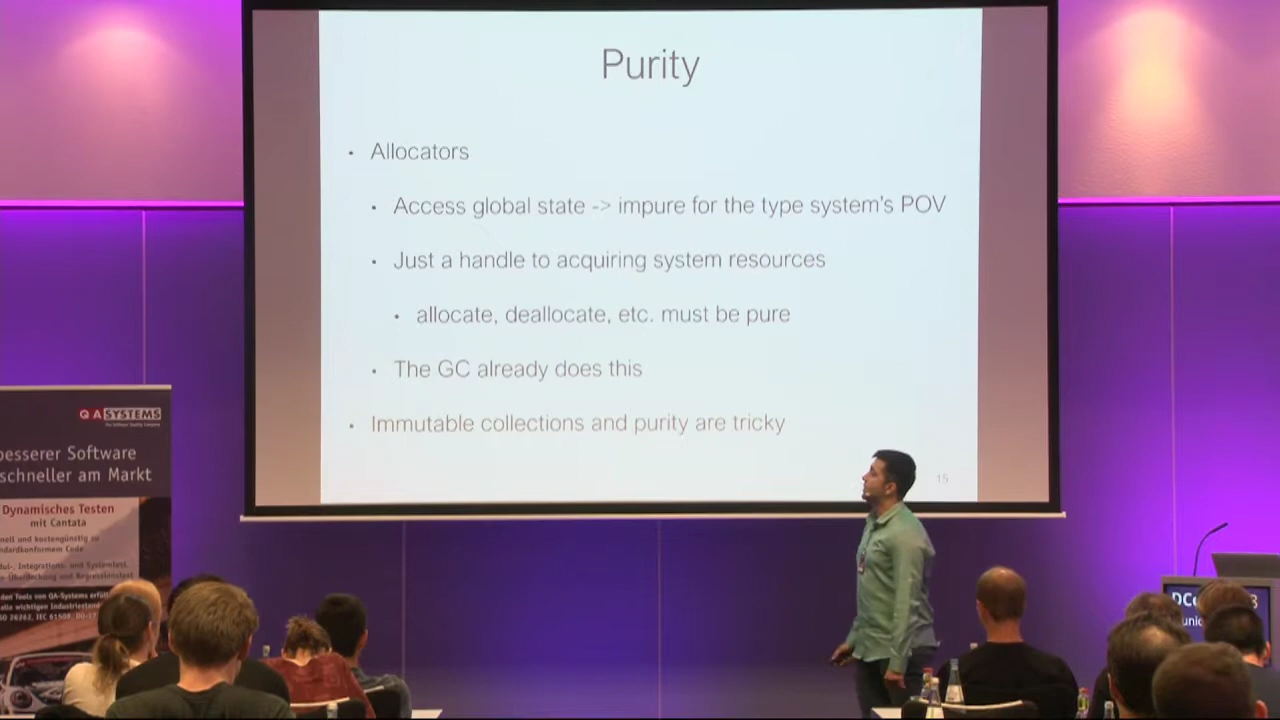 Purity
• Allocators
• Access global state -> impure for the type system's POV
• Just a handle to acquiring system resources
• allocate, deallocate, etc. must be pure
• The GC already does this
• Immutable collections and purity are tricky
15
QA SYSTEMS
besserer Software
schneller am Markt
Dynamisches Testen
mit Cantata